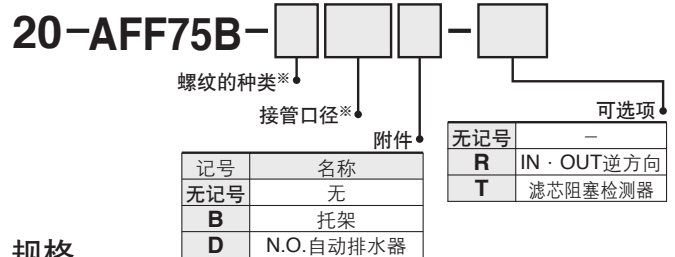 20-AFF75B-□□□-□
螺纹的种类※
接管口径※
附件
可选项
记号 名称
无记号 无
B 托架
D N.O.自动排水器
无记号 －
R IN · OUT逆方向
T 滤芯阻塞检测器
规格